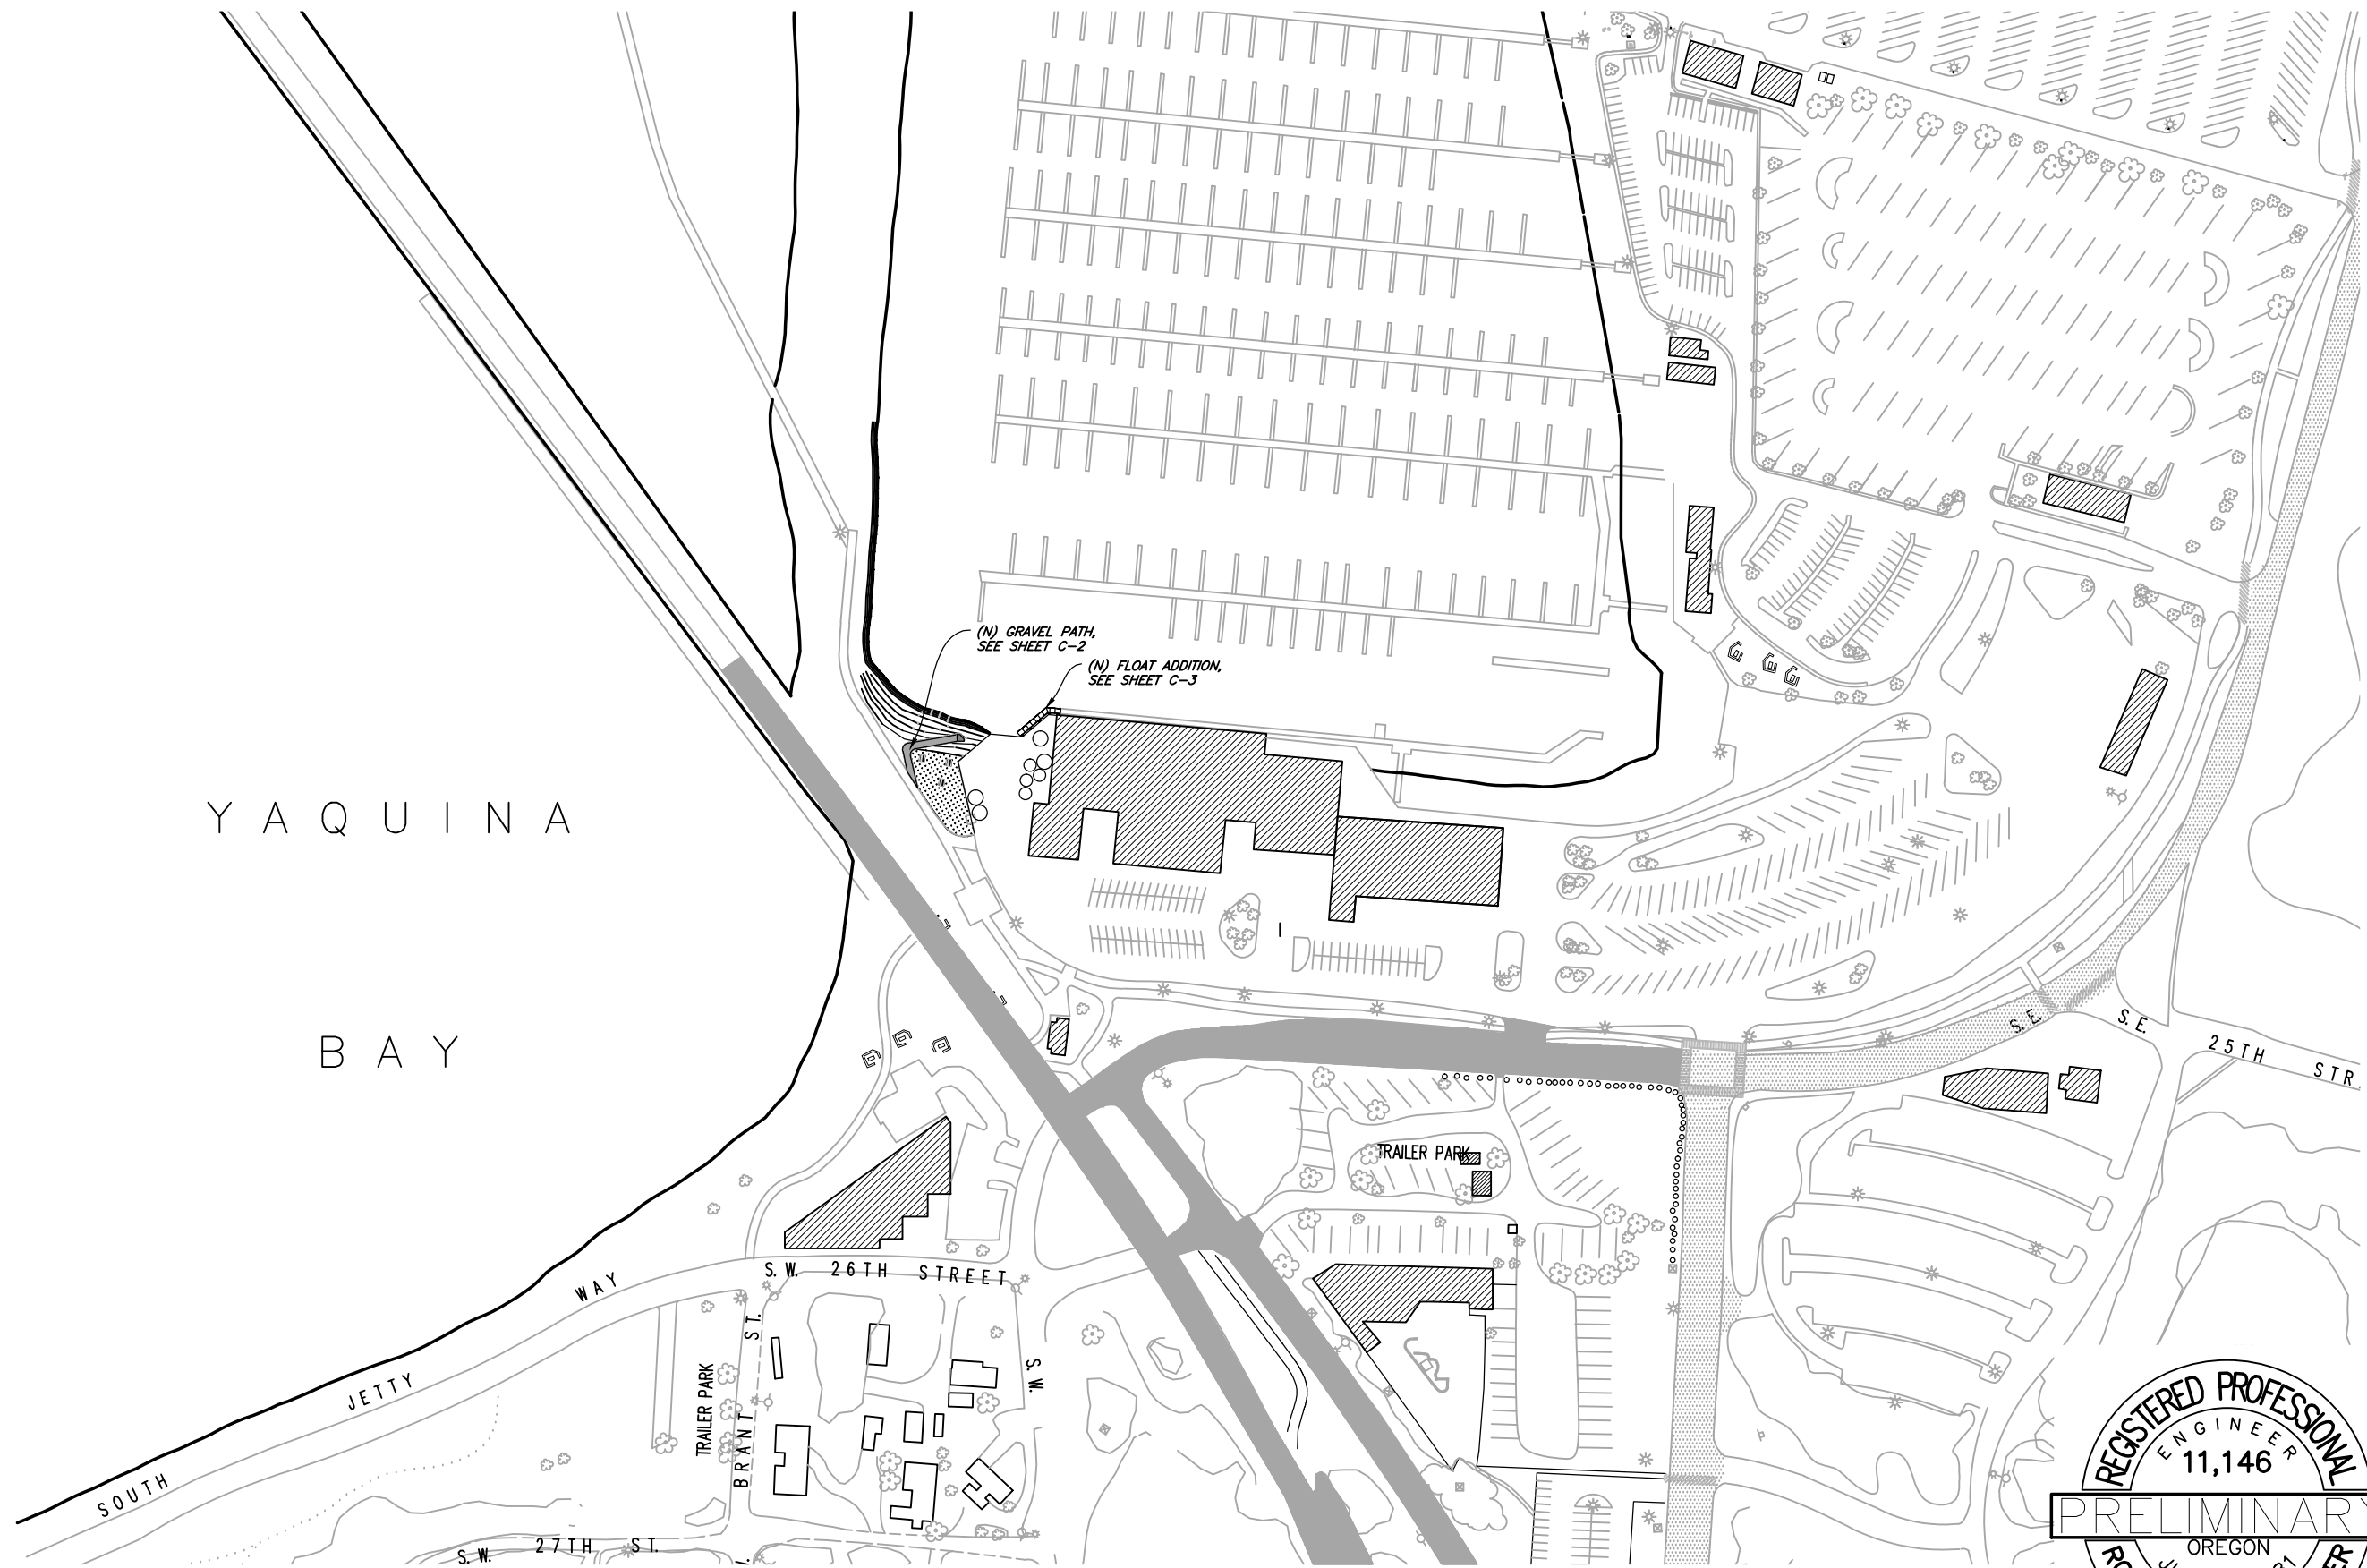 (N) GRAVEL PATH,
SEE SHEET C-2
(N) FLOAT ADDITION,
SEE SHEET C-3
YAQUINA
BAY
S.E.
S.E.
25TH
TRAILER PARK
S.W. 26TH STREET
SOUTH JETTY WAY
TRAILER PARK
BRANT ST.
S.W.
S.W. 27TH ST.
REGISTERED PROFESSIONAL
ENGINEER
11,146
PRELIMINARY
OREGON